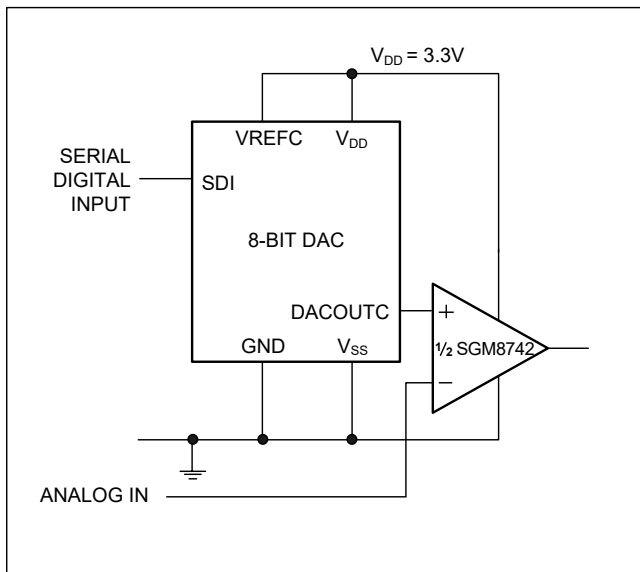 V_DD = 3.3V
VREFC
V_DD
SERIAL
DIGITAL
INPUT
SDI
8-BIT DAC
DACOUTC
+
GND
V_SS
½ SGM8742
−
ANALOG IN